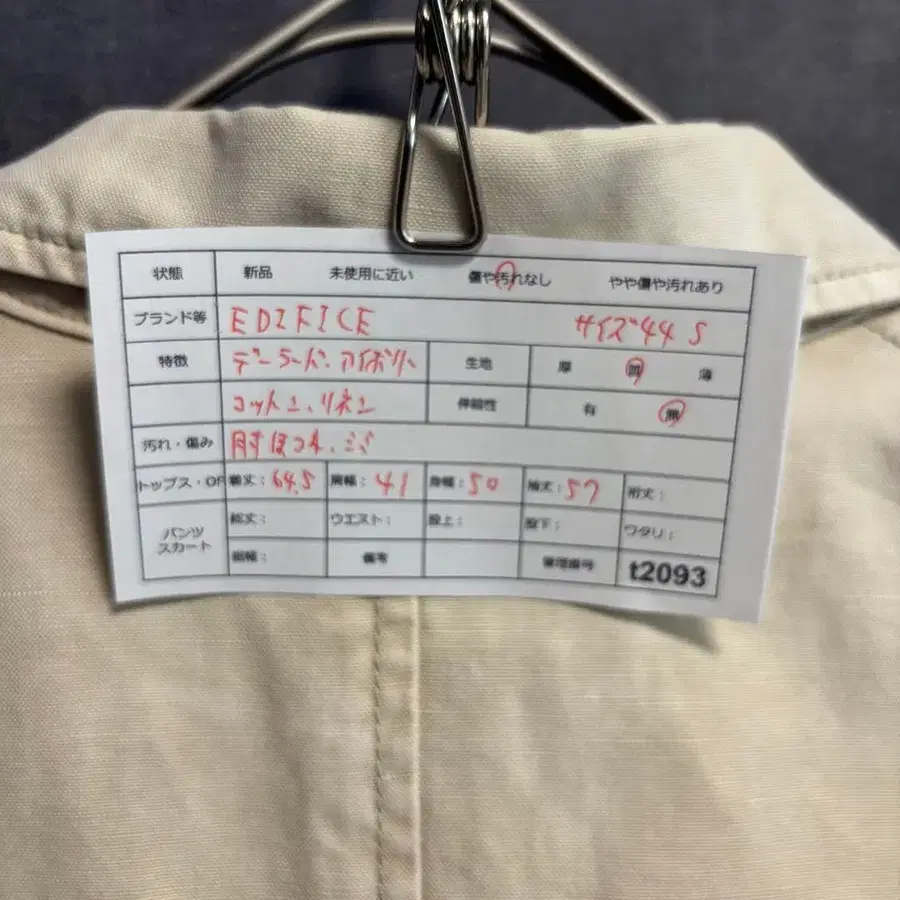 状態 新品 未使用に近い 傷や汚れなし やや傷や汚れあり
ブランド等 EDIFICE サイズ44 S
特徴 テーラード、アイボリー 生地 厚 薄
コットン、リネン 伸縮性 有 無
汚れ・傷み 肘ほつれ、シミ
トップス・OP 着丈:64.5 肩幅:41 身幅:50 袖丈:57 裄丈:
パンツ スカート 総丈: ウエスト: 股上: 股下: ワタリ:
裾幅: 備考 管理番号 t2093